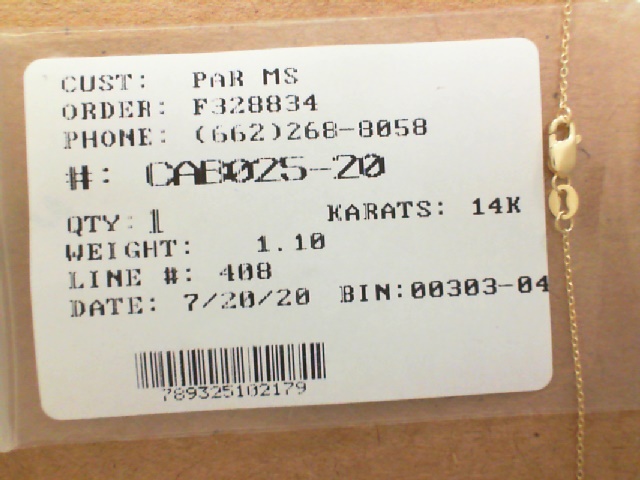 CUST: PAR MS
ORDER: F328834
PHONE: (662)268-8058
#: CAB025-20
QTY: 1 KARATS: 14K
WEIGHT: 1.10
LINE #: 408
DATE: 7/20/20 BIN:00303-04
789325102179